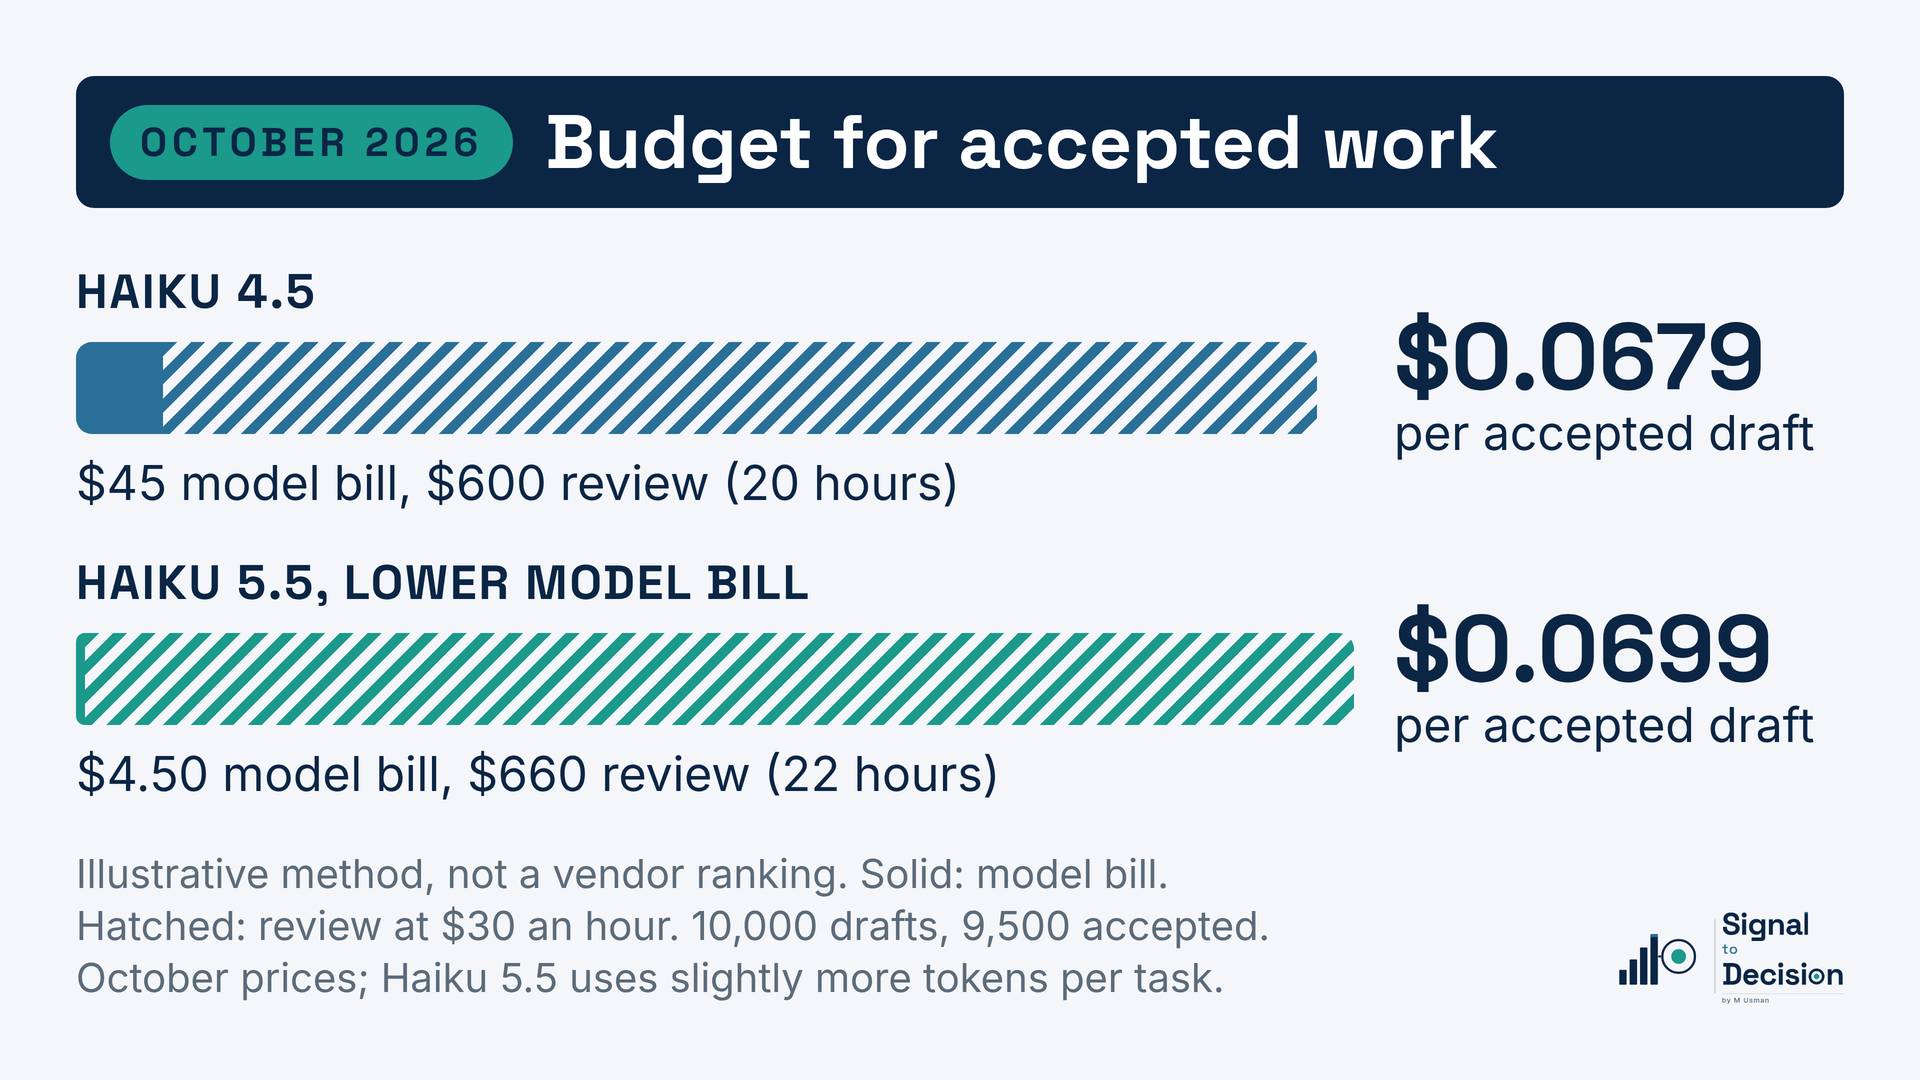 OCTOBER 2026 Budget for accepted work
HAIKU 4.5
$0.0679
per accepted draft
$45 model bill, $600 review (20 hours)
HAIKU 5.5, LOWER MODEL BILL
$0.0699
per accepted draft
$4.50 model bill, $660 review (22 hours)
Illustrative method, not a vendor ranking. Solid: model bill.
Hatched: review at $30 an hour. 10,000 drafts, 9,500 accepted.
October prices; Haiku 5.5 uses slightly more tokens per task.
Signal
to
Decision
by M Usman